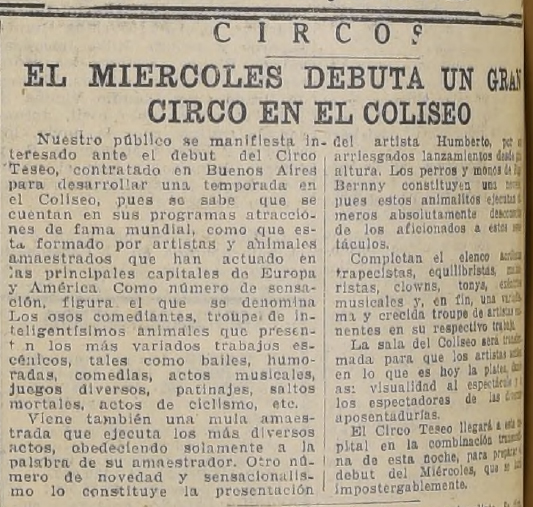 CIRCOS
EL MIERCOLES DEBUTA UN GRAN
CIRCO EN EL COLISEO
Nuestro público se manifiesta in-
teresado ante el debut del Circo
Teseo, contratado en Buenos Aires
para desarrollar una temporada en
el Coliseo, pues se sabe que se
cuentan en sus programas atraccio-
nes de fama mundial, como que es-
ta formado por artistas y animales
amaestrados que han actuado en
las principales capitales de Europa
y América. Como número de sensa-
ción, figura el que se denomina
Los osos comediantes, troupe de in-
teligentísimos animales que presen-
t n los más variados trabajos es-
cénicos, tales como bailes, humo-
radas, comedias, actos musicales,
juegos diversos, patinajes, saltos
mortales, actos de ciclismo, etc.
Viene también una mula amaes-
trada que ejecuta los más diversos
actos, obedeciendo solamente a la
palabra de su amaestrador. Otro nú-
mero de novedad y sensacionalis-
mo lo constituye la presentación
del artista Humberto, por
arriesgados lanzamientos desde
altura. Los perros y monos de
Bernny constituyen una
pues estos animalitos ejecutan
meros absolutamente
de los aficionados a estos
táculos.
Completan el elenco
trapecistas, equilibristas,
ristas, clowns, tonys,
musicales y, en fin, una
ma y crecida troupe de artistas
nentes en su respectivo trabajo.
La sala del Coliseo será
mada para que los artistas
en lo que es hoy la platea,
as: visualidad al espectáculo
los espectadores de las
aposentadurías.
El Circo Teseo llegará a esta
pital en la combinación
na de esta noche, para preparar
debut del Miércoles, que se
impostergablemente.